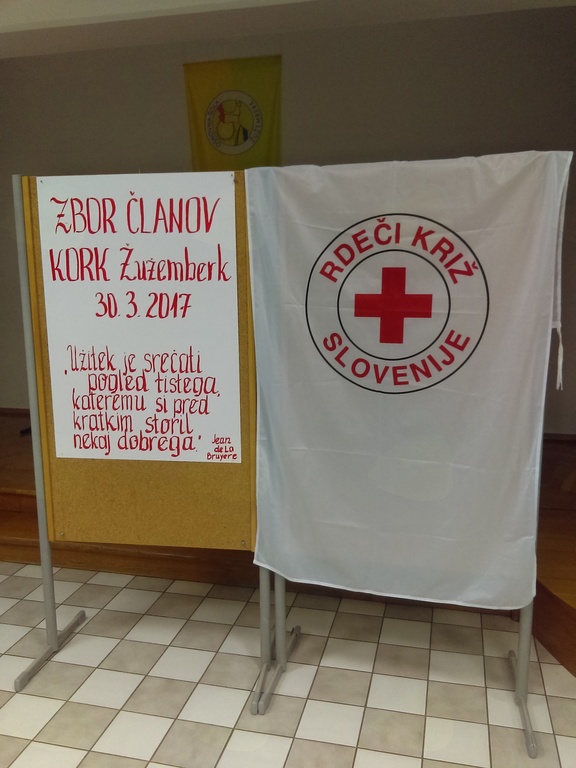 ZBOR ČLANOV
KORK Žužemberk
30. 3. 2017
"Užitek je srečati
pogled tistega,
kateremu si pred
kratkim storil
nekaj dobrega."
Jean
de La
Bruyere
RDEČI KRIŽ
SLOVENIJE